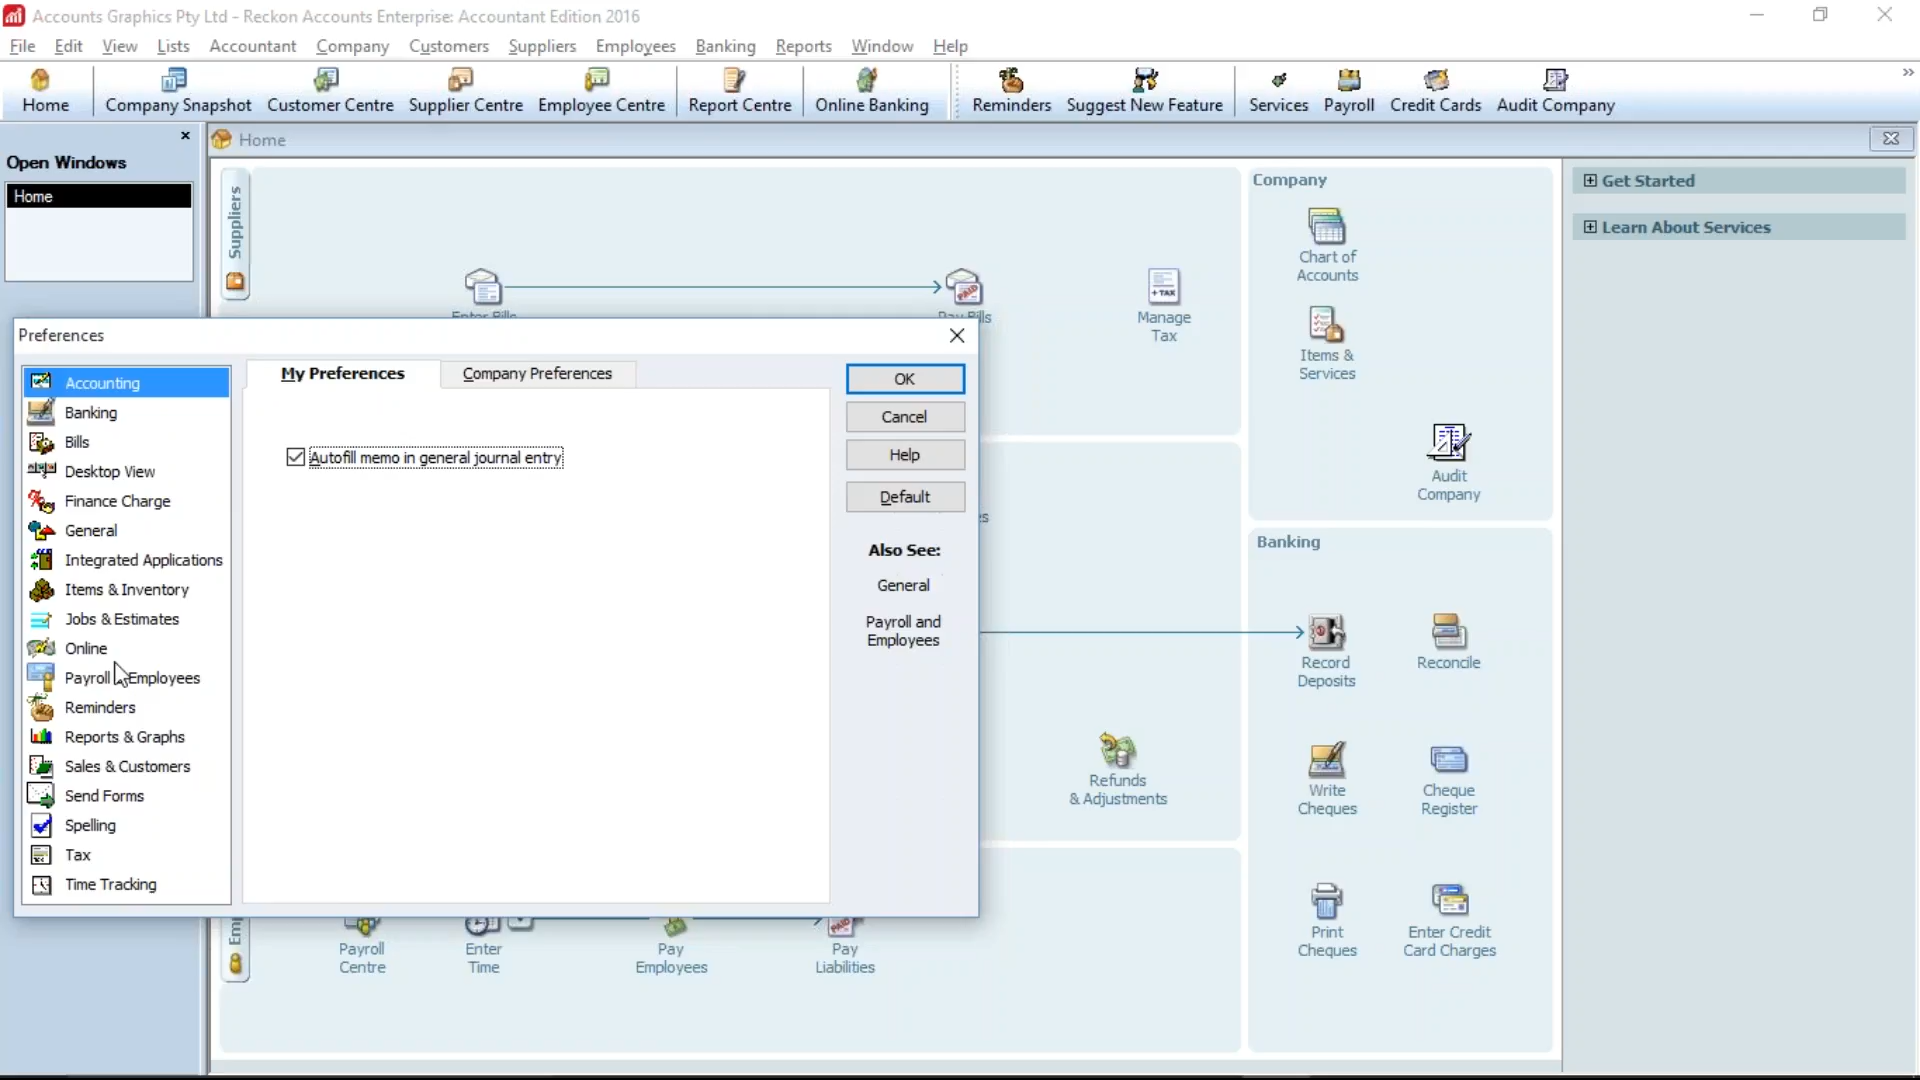 Accounts Graphics Pty Ltd - Reckon Accounts Enterprise: Accountant Edition 2016
File Edit View Lists Accountant Company Customers Suppliers Employees Banking Reports Window Help
Home Company Snapshot Customer Centre Supplier Centre Employee Centre Report Centre Online Banking Reminders Suggest New Feature Services Payroll Credit Cards Audit Company
Open Windows
Home
Home
Suppliers
Enter Bills
Pay Bills
+TAX
Manage
Tax
Company
Chart of
Accounts
Items &
Services
Audit
Company
Get Started
Learn About Services
Preferences
Accounting
Banking
Bills
Desktop View
Finance Charge
General
Integrated Applications
Items & Inventory
Jobs & Estimates
Online
Payroll Employees
Reminders
Reports & Graphs
Sales & Customers
Send Forms
Spelling
Tax
Time Tracking
My Preferences
Company Preferences
Autofill memo in general journal entry
OK
Cancel
Help
Default
Also See:
General
Payroll and
Employees
Refunds
& Adjustments
Banking
Record
Deposits
Reconcile
Write
Cheques
Cheque
Register
Print
Cheques
Enter Credit
Card Charges
Payroll
Centre
Enter
Time
Pay
Employees
Pay
Liabilities